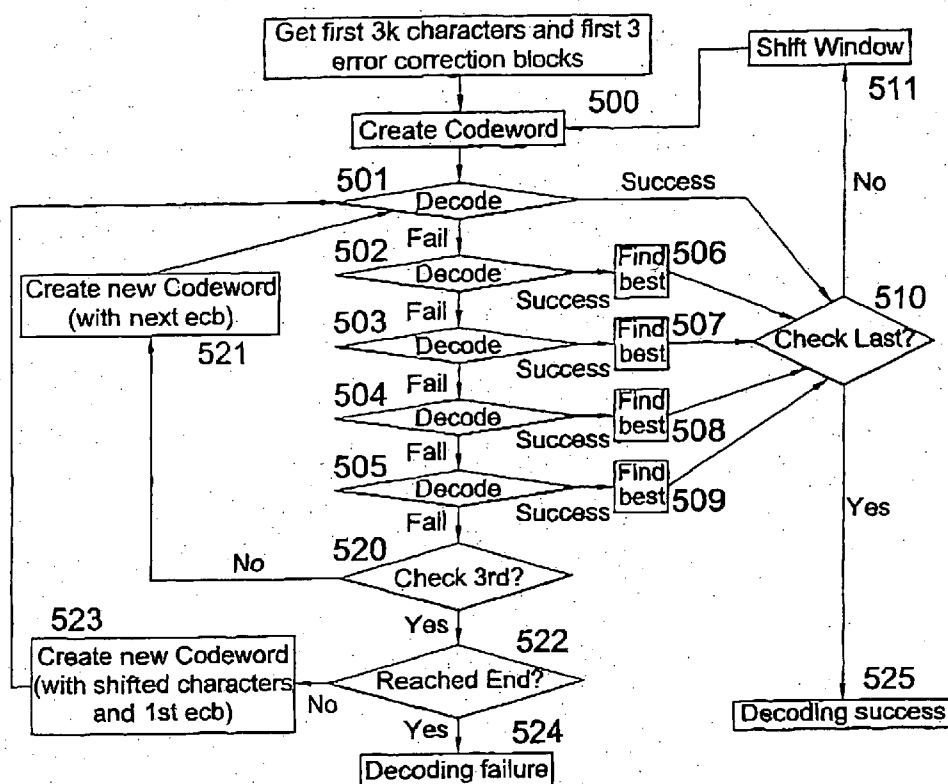 Get first 3k characters and first 3
error correction blocks
Shift Window
511
500
Create Codeword
501
Decode
Success
No
Fail
502
Decode
Success
Find
best
506
510
Check Last?
Create new Codeword
(with next ecb)
521
Fail
503
Decode
Success
Find
best
507
Fail
504
Decode
Success
Find
best
508
Fail
505
Decode
Success
Find
best
509
Yes
Fail
520
Check 3rd?
No
Yes
523
Create new Codeword
(with shifted characters
and 1st ecb)
522
Reached End?
No
Yes
524
Decoding failure
525
Decoding success